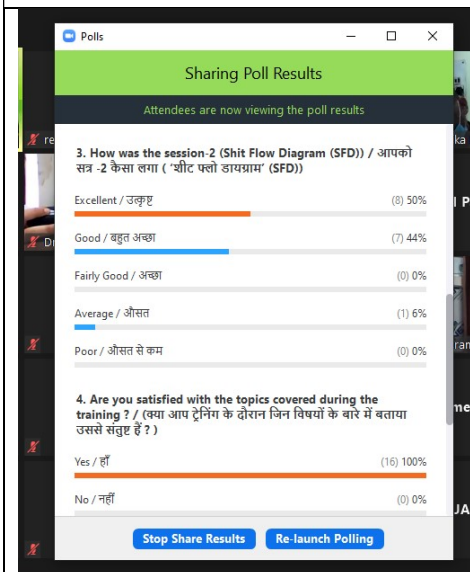 Polls
Sharing Poll Results
Attendees are now viewing the poll results
3. How was the session-2 (Shit Flow Diagram (SFD)) / आपको
सत्र -2 कैसा लगा ( ‘शीट फ्लो डायग्राम’ (SFD))
Excellent / उत्कृष्ट (8) 50%
Good / बहुत अच्छा (7) 44%
Fairly Good / अच्छा (0) 0%
Average / औसत (1) 6%
Poor / औसत से कम (0) 0%
4. Are you satisfied with the topics covered during the
training ? / (क्या आप ट्रेनिंग के दौरान जिन विषयों के बारे में बताया
उससे संतुष्ट हैं ? )
Yes / हाँ (16) 100%
No / नहीं (0) 0%
Stop Share Results Re-launch Polling